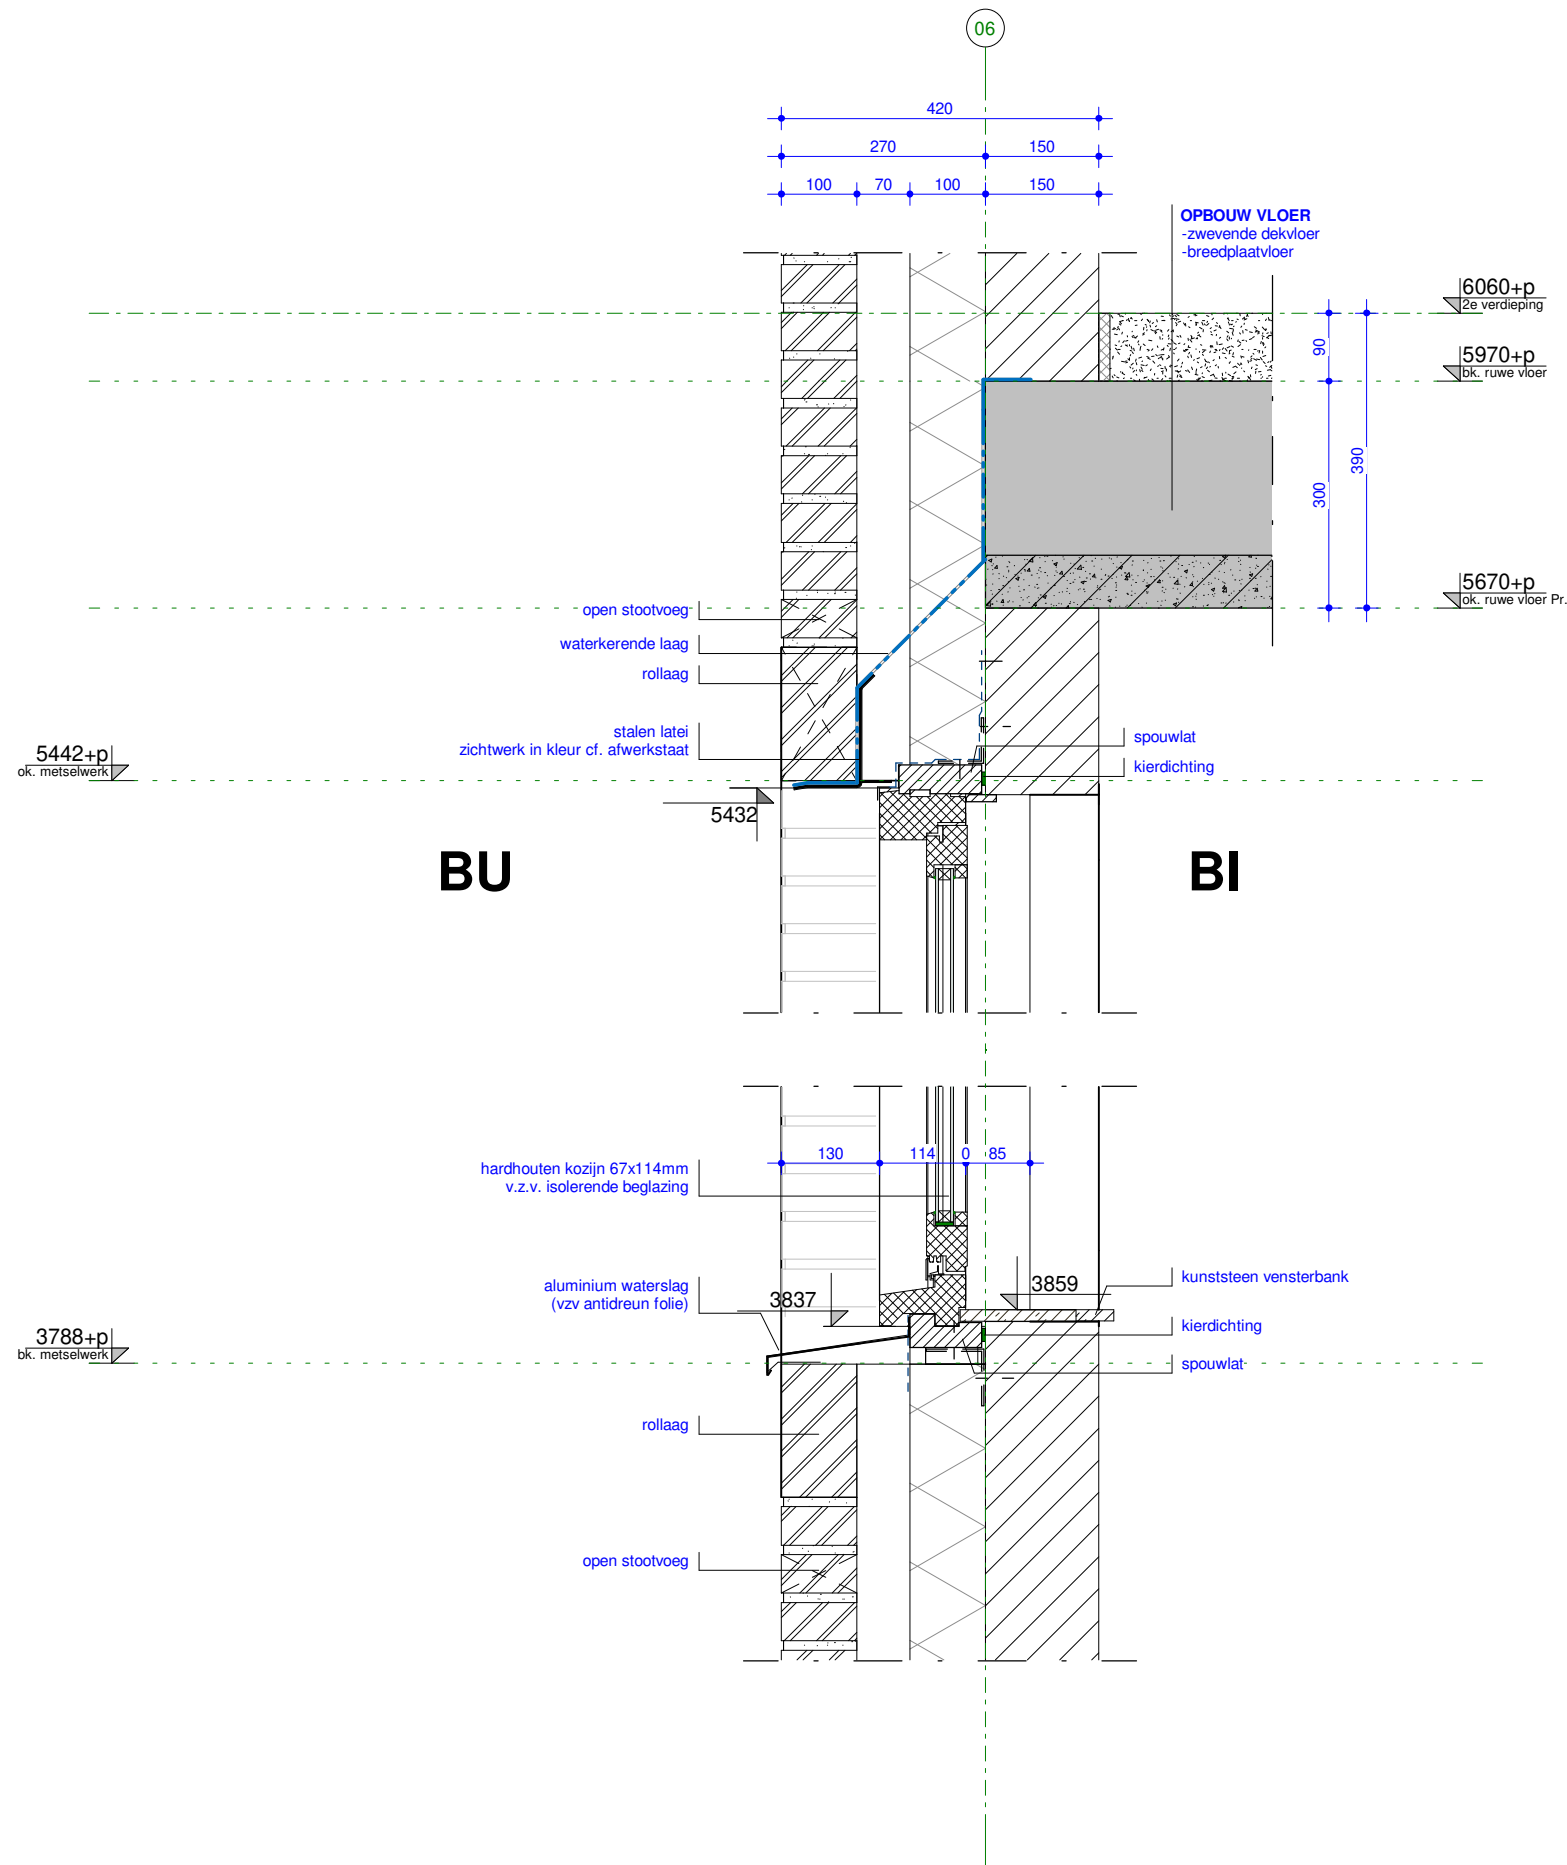 06
420
270 150
100 70 100 150
OPBOUW VLOER
-zwevende dekvloer
-breedplaatvloer
6060+p
2e verdieping
90
5970+p
bk. ruwe vloer
390
300
5670+p
ok. ruwe vloer Pr.
open stootvoeg
waterkerende laag
rollaag
stalen latei
zichtwerk in kleur cf. afwerkstaat
spouwlat
kierdichting
5442+p
ok. metselwerk
5432
BU
BI
130 114 0 85
hardhouten kozijn 67x114mm
v.z.v. isolerende beglazing
aluminium waterslag
(vzv antidreun folie)
3837
3859
kunststeen vensterbank
kierdichting
3788+p
bk. metselwerk
spouwlat
rollaag
open stootvoeg